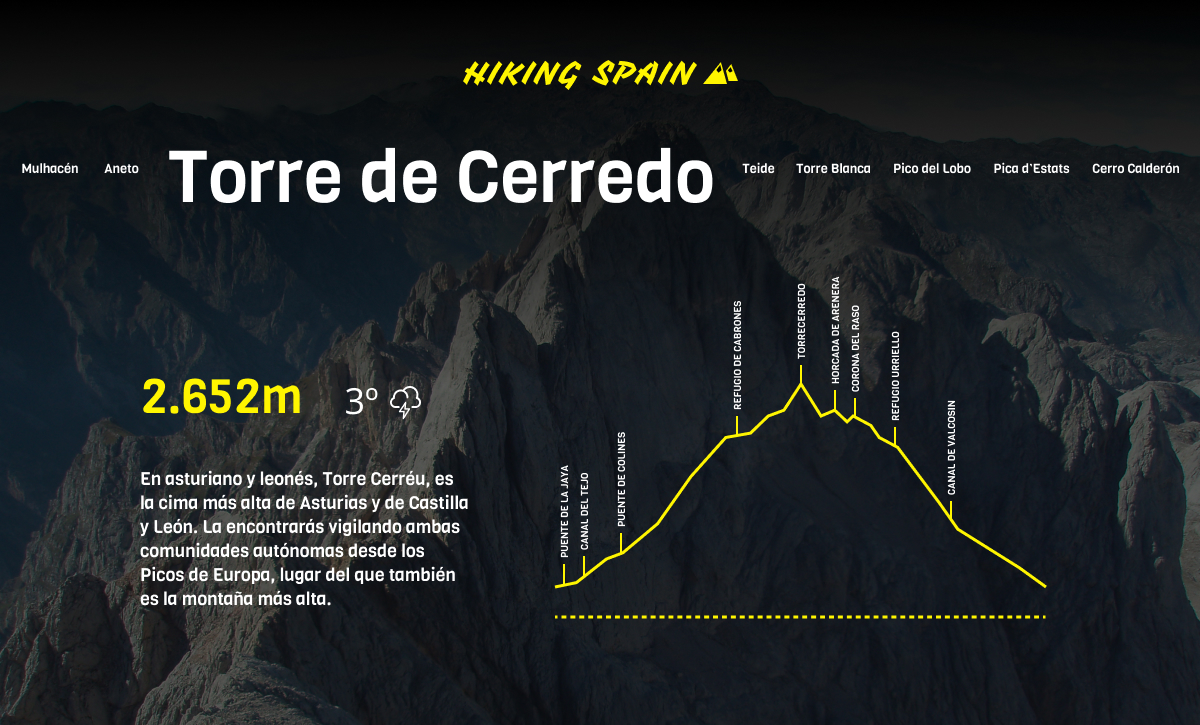 HIKING SPAIN
Mulhacén
Aneto
Torre de Cerredo
Teide
Torre Blanca
Pico del Lobo
Pica d`Estats
Cerro Calderón
2.652m
3º
En asturiano y leonés, Torre Cerréu, es
la cima más alta de Asturias y de Castilla
y León. La encontrarás vigilando ambas
comunidades autónomas desde los
Picos de Europa, lugar del que también
es la montaña más alta.
PUENTE DE LA JAYA
CANAL DEL TEJO
PUENTE DE COLINES
REFUGIO DE CABRONES
TORRECERREDO
HORCADA DE ARENERA
CORONA DEL RASO
REFUGIO URRIELLO
CANAL DE VALCOSIN